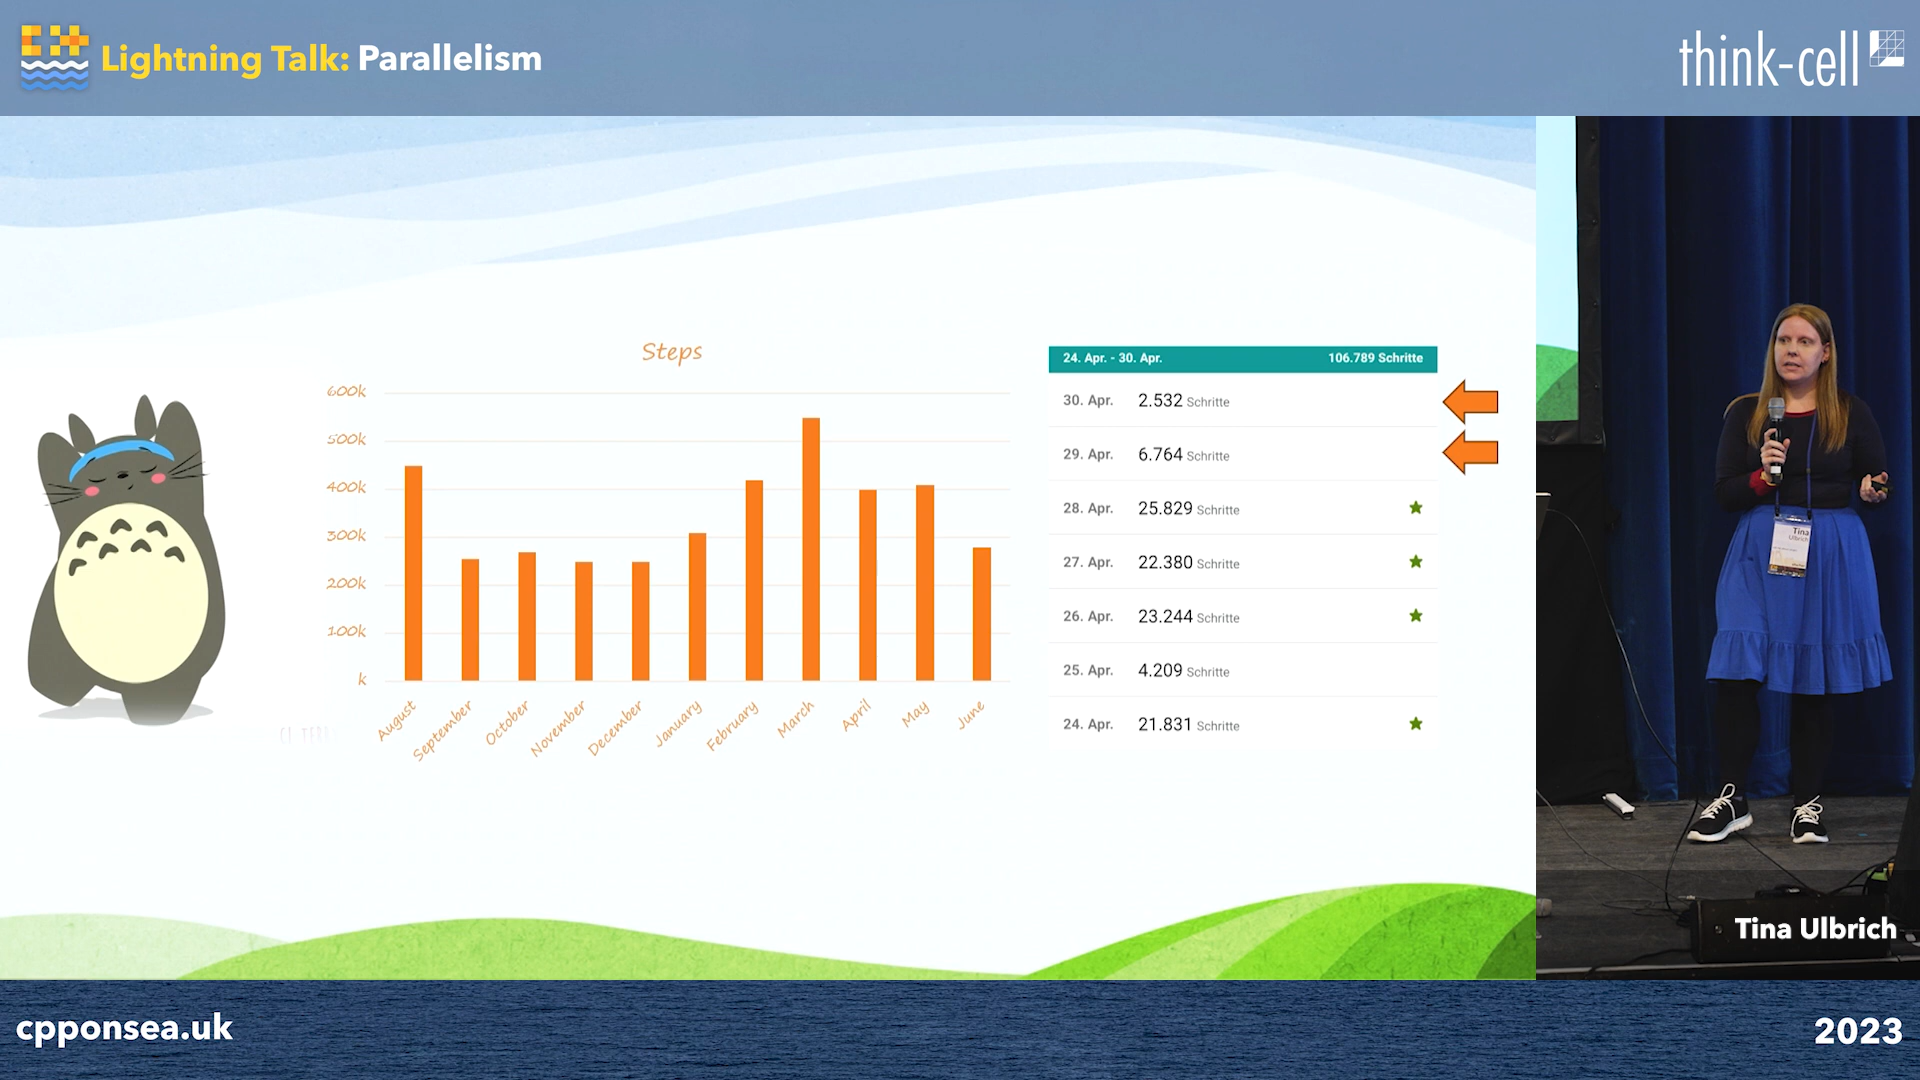 Lightning Talk: Parallelism
think-cell
Steps
600k
500k
400k
300k
200k
100k
k
August
September
October
November
December
January
February
March
April
May
June
24. Apr. - 30. Apr. 106.789 Schritte
30. Apr. 2.532 Schritte
29. Apr. 6.764 Schritte
28. Apr. 25.829 Schritte
27. Apr. 22.380 Schritte
26. Apr. 23.244 Schritte
25. Apr. 4.209 Schritte
24. Apr. 21.831 Schritte
Tina
Ulbrich
Tina Ulbrich
cpponsea.uk
2023